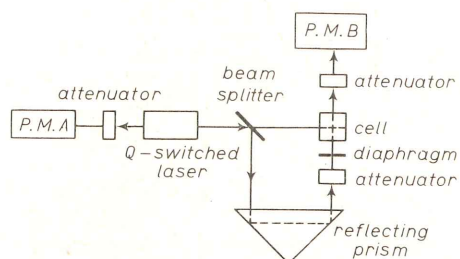 P.M.B
beam
splitter
attenuator
attenuator
P.M.A
Q-switched
laser
cell
diaphragm
attenuator
reflecting
prism